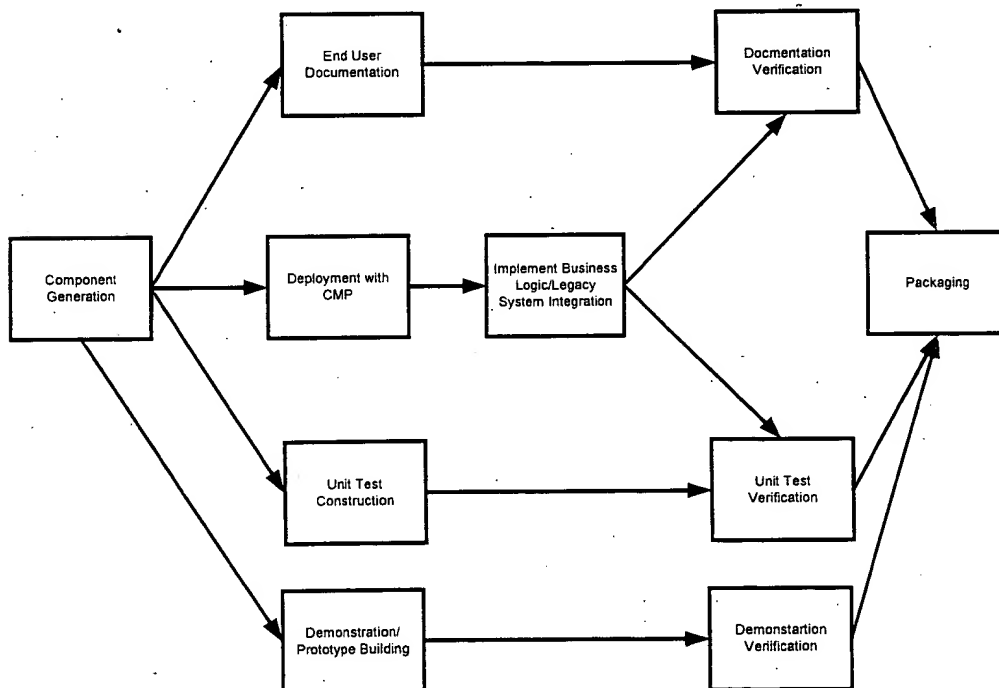 End User
Documentation
Docmentation
Verification
Component
Generation
Deployment with
CMP
Implement Business
Logic/Legacy
System Integration
Packaging
Unit Test
Construction
Unit Test
Verification
Demonstration/
Prototype Building
Demonstartion
Verification